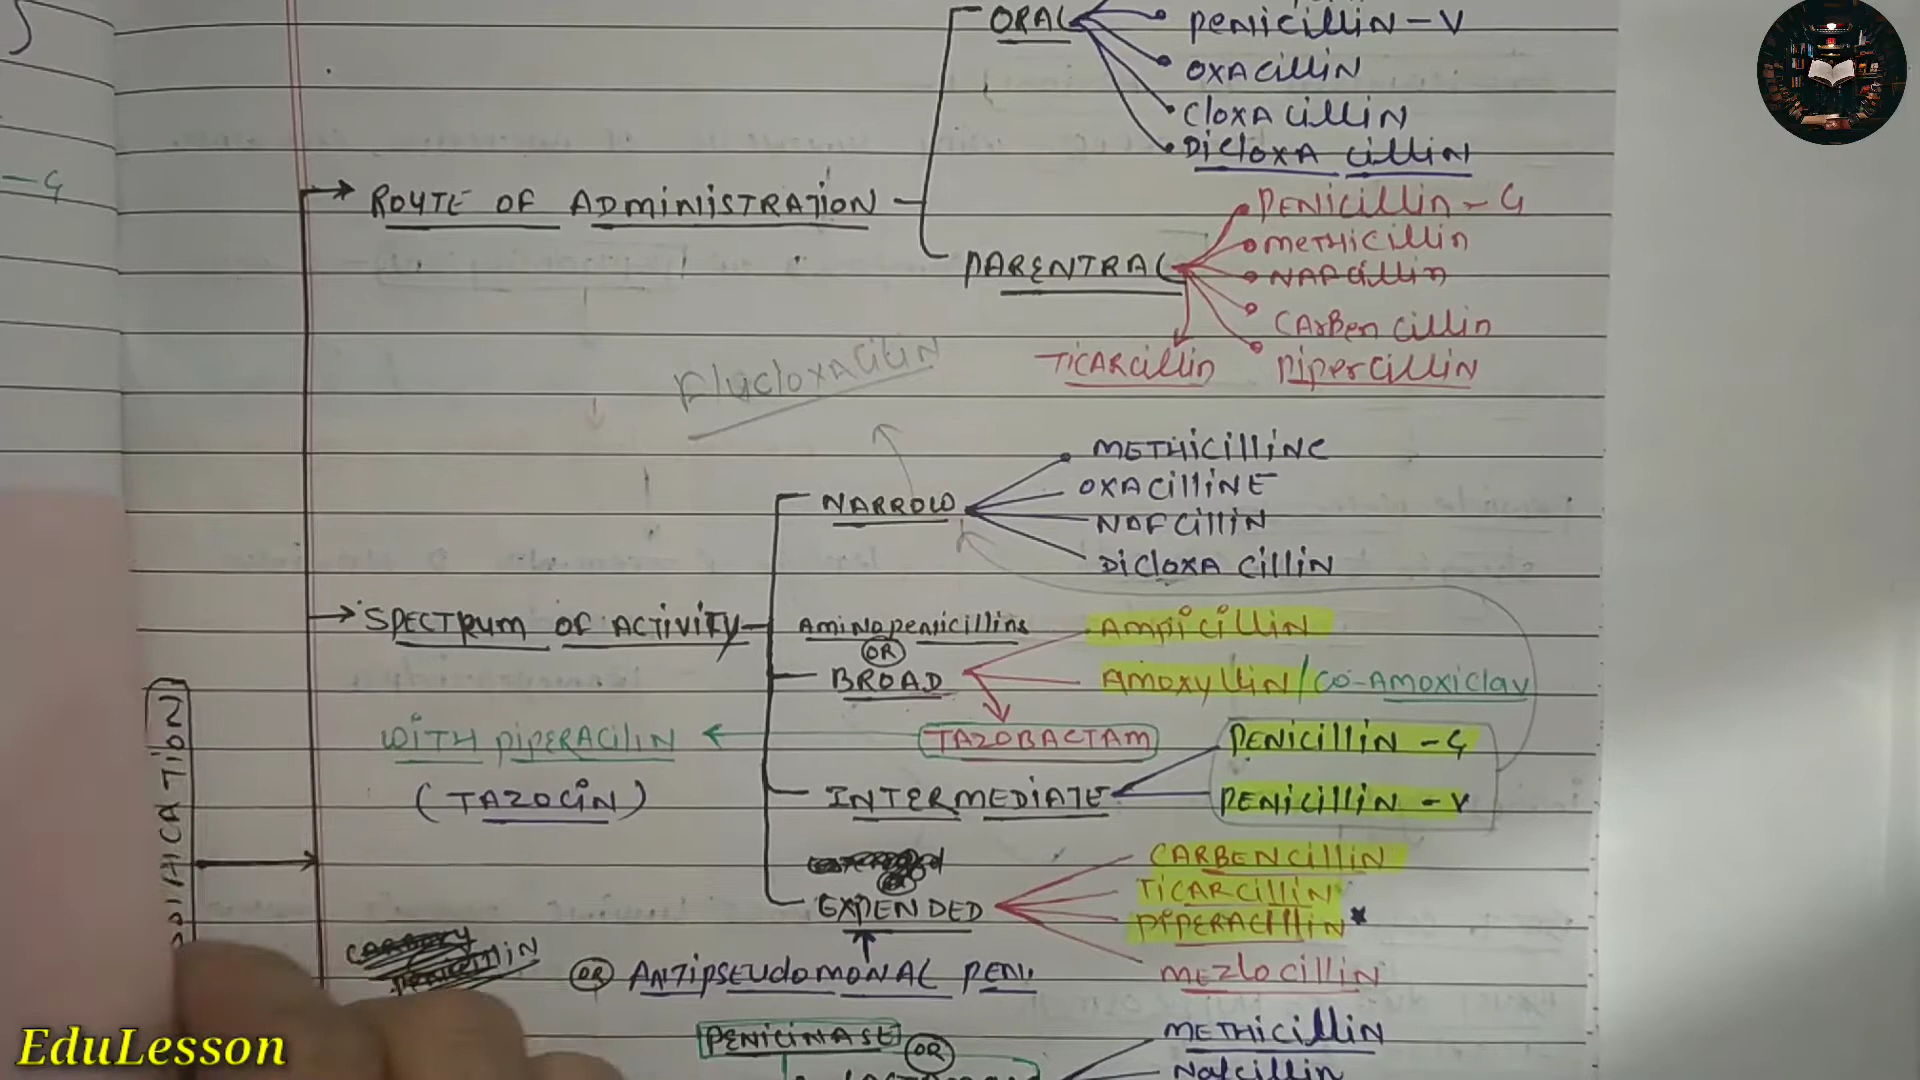 ORAL
PENICILLIN - V
OXACILLIN
CLOXACILLIN
DICLOXACILLIN
- G
ROUTE OF ADMINISTRATION
PENICILLIN - G
METHICILLIN
NAFCILLIN
PARENTRAL
CARBENCILLIN
TICARCILLIN
PIPERCILLIN
FLUCLOXACILIN
METHICILLINE
OXACILLINE
NARROW
NAFCILLIN
DICLOXACILLIN
SPECTRUM OF ACTIVITY
AMINOPENICILLINS
AMPICILLIN
OR
BROAD
AMOXYLLIN / CO-AMOXICLAV
WITH PIPERACILIN
TAZOBACTAM
PENICILLIN - G
(TAZOCIN)
INTERMEDIATE
PENICILLIN - V
CARBENCILLIN
TICARCILLIN
EXPENDED
PIPERACILLIN *
OR ANTIPSEUDOMONAL PENI.
MEZLOCILLIN
PENICINASE
OR
METHICILLIN
Nafcillin
EduLesson